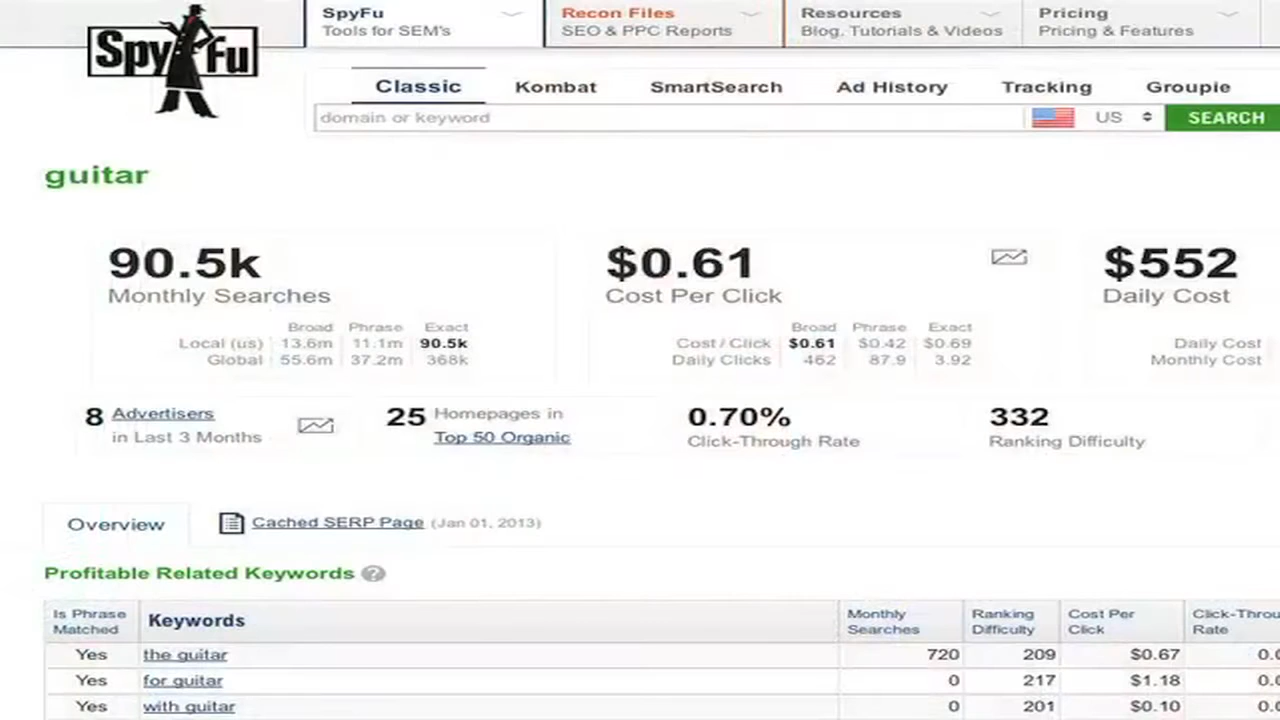 SpyFu
Tools for SEM's
Recon Files
SEO & PPC Reports
Resources
Blog, Tutorials & Videos
Pricing
Pricing & Features
SpyFu
Classic Kombat SmartSearch Ad History Tracking Groupie
domain or keyword US SEARCH
guitar
90.5k
Monthly Searches
Broad Phrase Exact
Local (us) 13.6m 11.1m 90.5k
Global 55.6m 37.2m 368k
$0.61
Cost Per Click
Broad Phrase Exact
Cost / Click $0.61 $0.42 $0.69
Daily Clicks 462 87.9 3.92
$552
Daily Cost
Daily Cost
Monthly Cost
8 Advertisers
in Last 3 Months
25 Homepages in
Top 50 Organic
0.70%
Click-Through Rate
332
Ranking Difficulty
Overview Cached SERP Page (Jan 01, 2013)
Profitable Related Keywords ?
Is Phrase Matched Keywords Monthly Searches Ranking Difficulty Cost Per Click Rate
Yes the guitar 720 209 $0.67
Yes for guitar 0 217 $1.18
Yes with guitar 0 201 $0.10